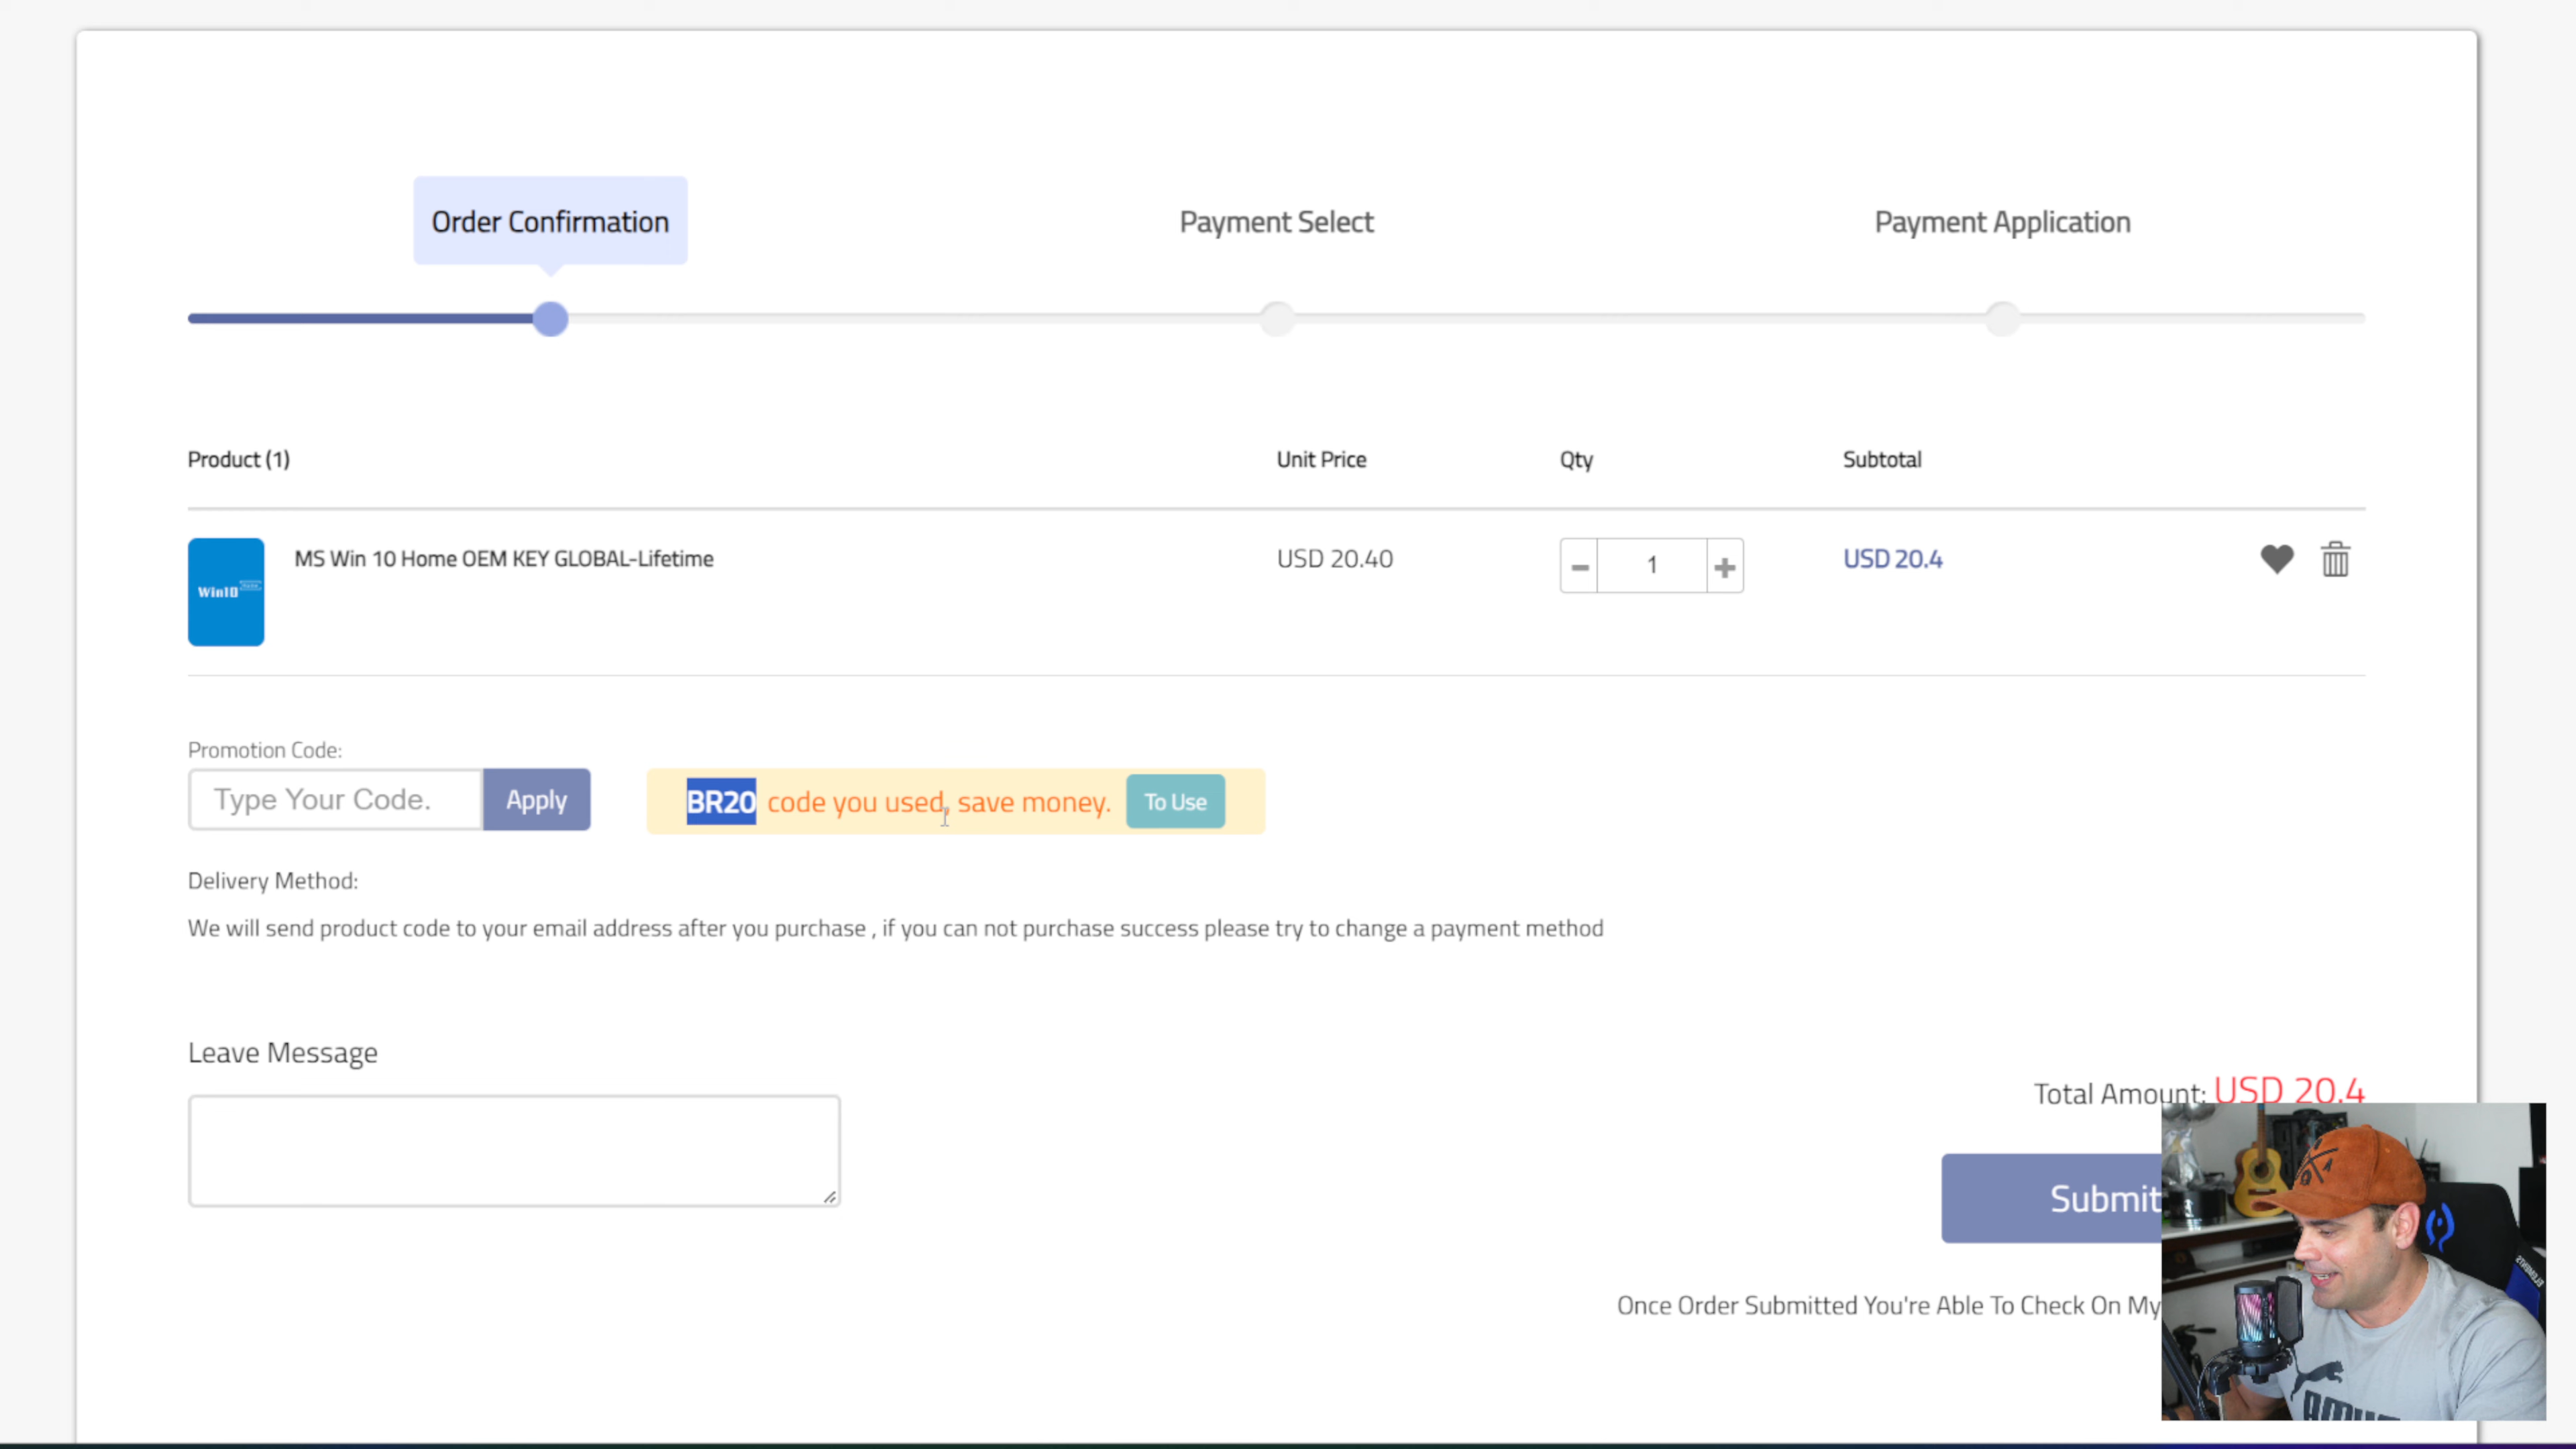 Order Confirmation
Payment Select
Payment Application
Product (1)
Unit Price
Qty
Subtotal
Win10
MS Win 10 Home OEM KEY GLOBAL-Lifetime
USD 20.40
1
USD 20.4
Promotion Code:
Type Your Code.
Apply
BR20 code you used, save money.
To Use
Delivery Method:
We will send product code to your email address after you purchase , if you can not purchase success please try to change a payment method
Leave Message
Total Amount: USD 20.4
Submit
Once Order Submitted You're Able To Check On My